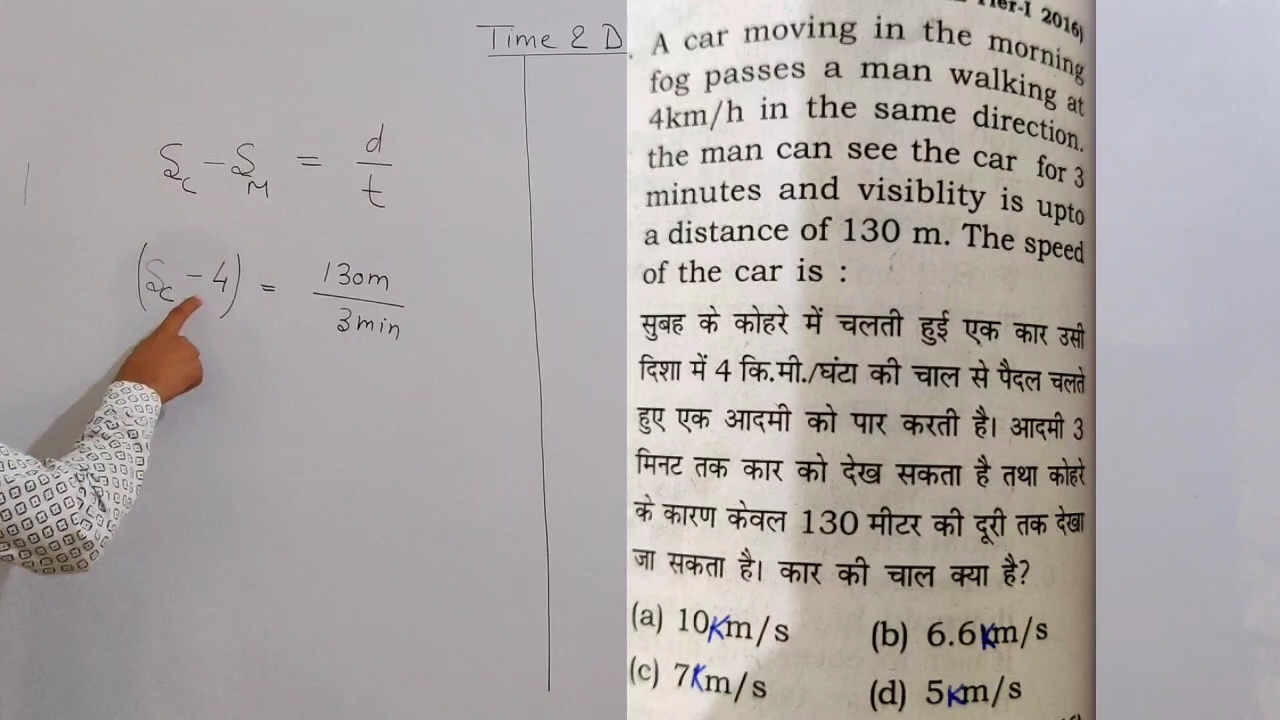 Time & D
S_C - S_M = d/t
(S_C - 4) = 130m/3min
Tier-I 2016)
A car moving in the morning
fog passes a man walking at
4km/h in the same direction.
the man can see the car for 3
minutes and visiblity is upto
a distance of 130 m. The speed
of the car is :
सुबह के कोहरे में चलती हुई एक कार उसी
दिशा में 4 कि.मी./घंटा की चाल से पैदल चलते
हुए एक आदमी को पार करती है। आदमी 3
मिनट तक कार को देख सकता है तथा कोहरे
के कारण केवल 130 मीटर की दूरी तक देखा
जा सकता है। कार की चाल क्या है?
(a) 10Km/s (b) 6.6Km/s
(c) 7Km/s (d) 5Km/s